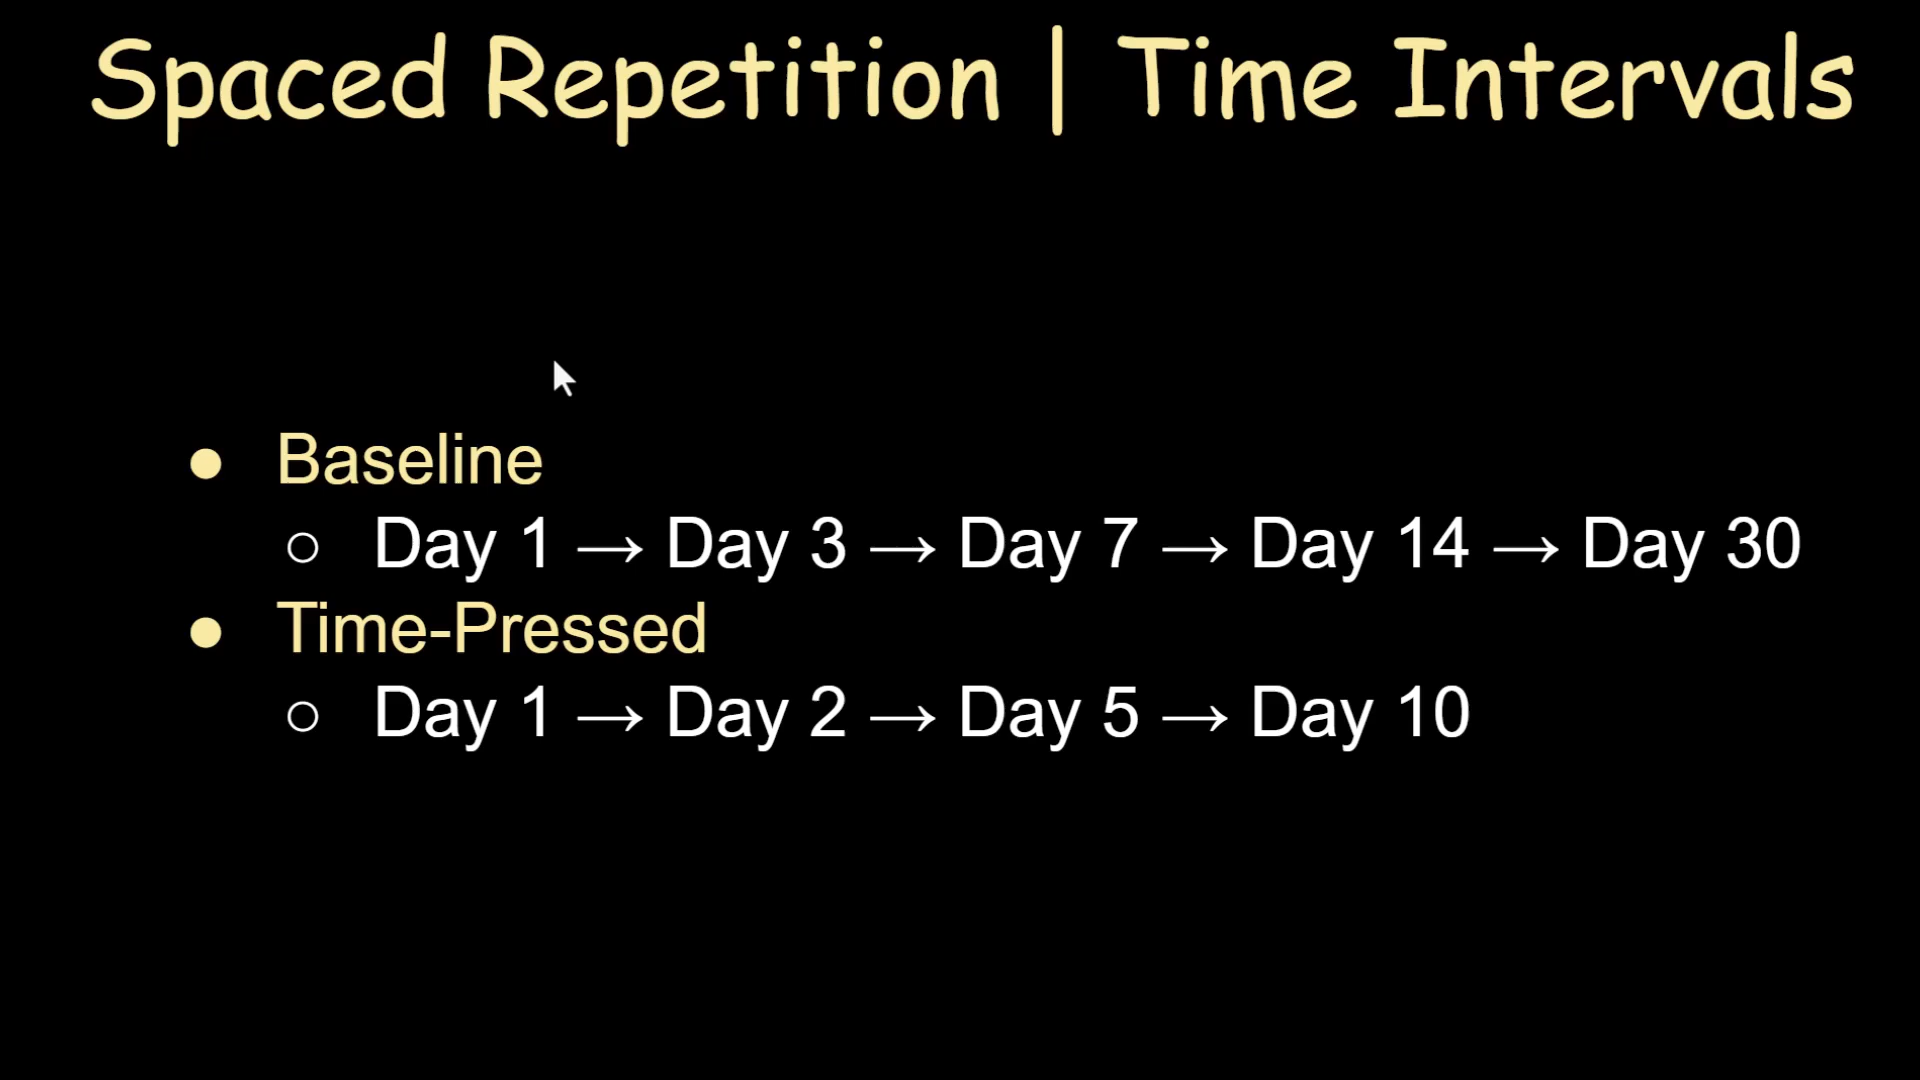 Spaced Repetition | Time Intervals
● Baseline
○ Day 1 → Day 3 → Day 7 → Day 14 → Day 30
● Time-Pressed
○ Day 1 → Day 2 → Day 5 → Day 10